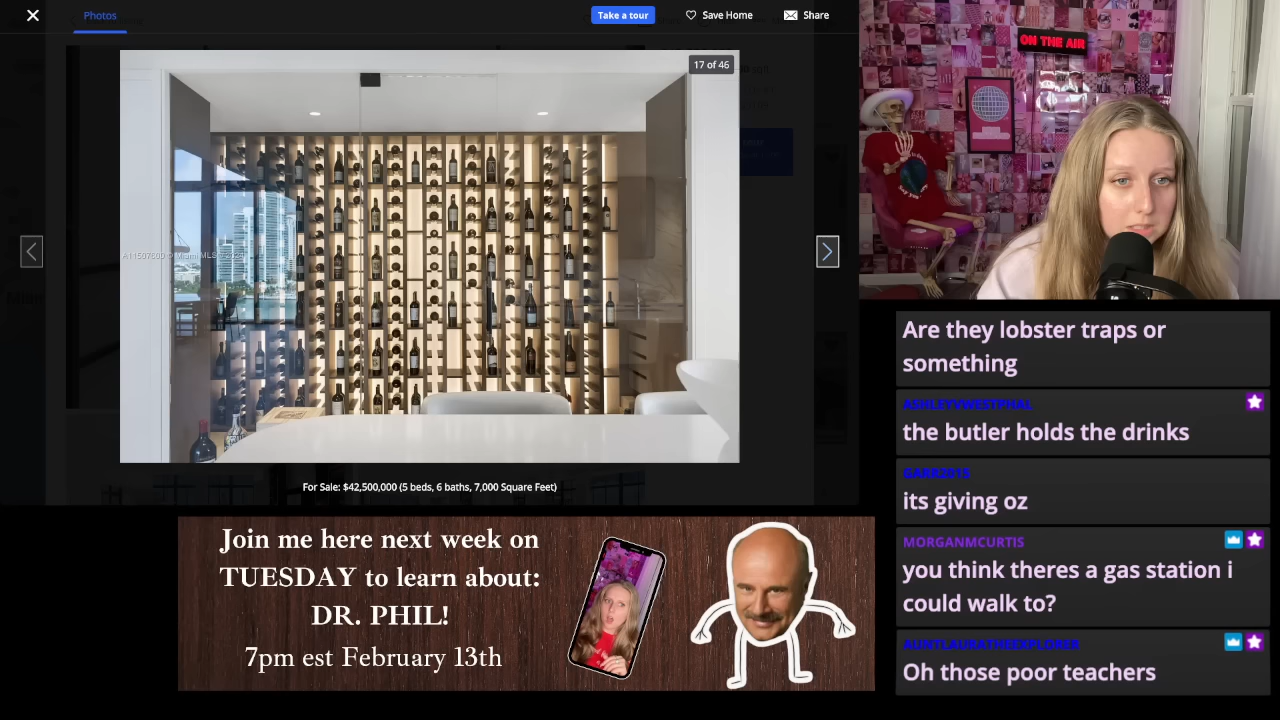 Photos
Take a tour
Save Home
Share
17 of 46
ON THE AIR
For Sale: $42,500,000 (5 beds, 6 baths, 7,000 Square Feet)
Join me here next week on
TUESDAY to learn about:
DR. PHIL!
7pm est February 13th
Are they lobster traps or
something
ASHLEYVWESTPHAL
the butler holds the drinks
GARR2015
its giving oz
MORGANMCURTIS
you think theres a gas station i
could walk to?
AUNTLAURATHEEXPLORER
Oh those poor teachers